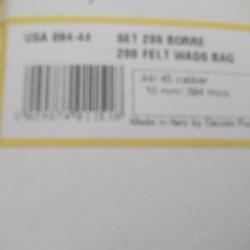 USA 094-44 SET 200 BORRE
200 FELT WADS BAG
44/.45 caliber
10 mm/.394 thick
Made in Italy by Davide